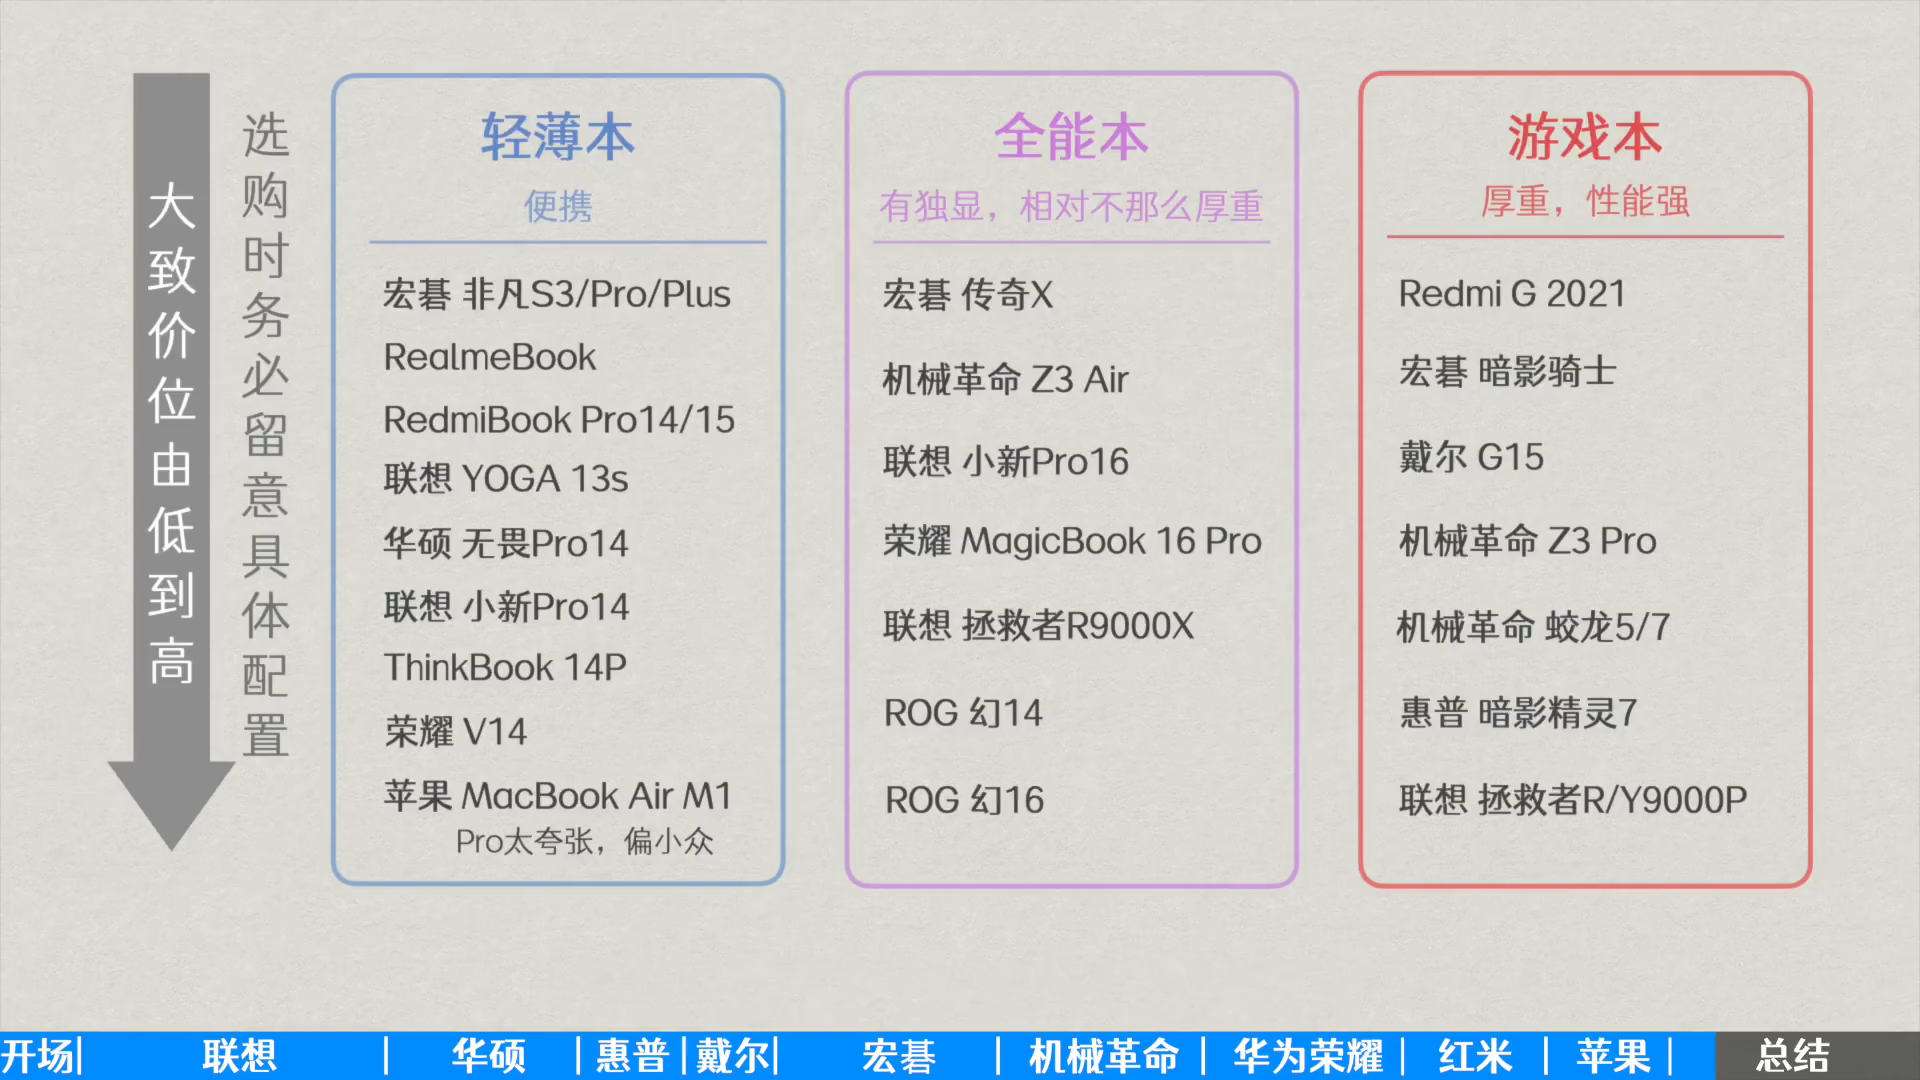 大致价位由低到高
选购时务必留意具体配置
轻薄本
便携
宏碁 非凡S3/Pro/Plus
RealmeBook
RedmiBook Pro14/15
联想 YOGA 13s
华硕 无畏Pro14
联想 小新Pro14
ThinkBook 14P
荣耀 V14
苹果 MacBook Air M1
Pro太夸张，偏小众
全能本
有独显，相对不那么厚重
宏碁 传奇X
机械革命 Z3 Air
联想 小新Pro16
荣耀 MagicBook 16 Pro
联想 拯救者R9000X
ROG 幻14
ROG 幻16
游戏本
厚重，性能强
Redmi G 2021
宏碁 暗影骑士
戴尔 G15
机械革命 Z3 Pro
机械革命 蛟龙5/7
惠普 暗影精灵7
联想 拯救者R/Y9000P
开场| 联想 | 华硕 | 惠普 | 戴尔| 宏碁 | 机械革命 | 华为荣耀 | 红米 | 苹果 | 总结